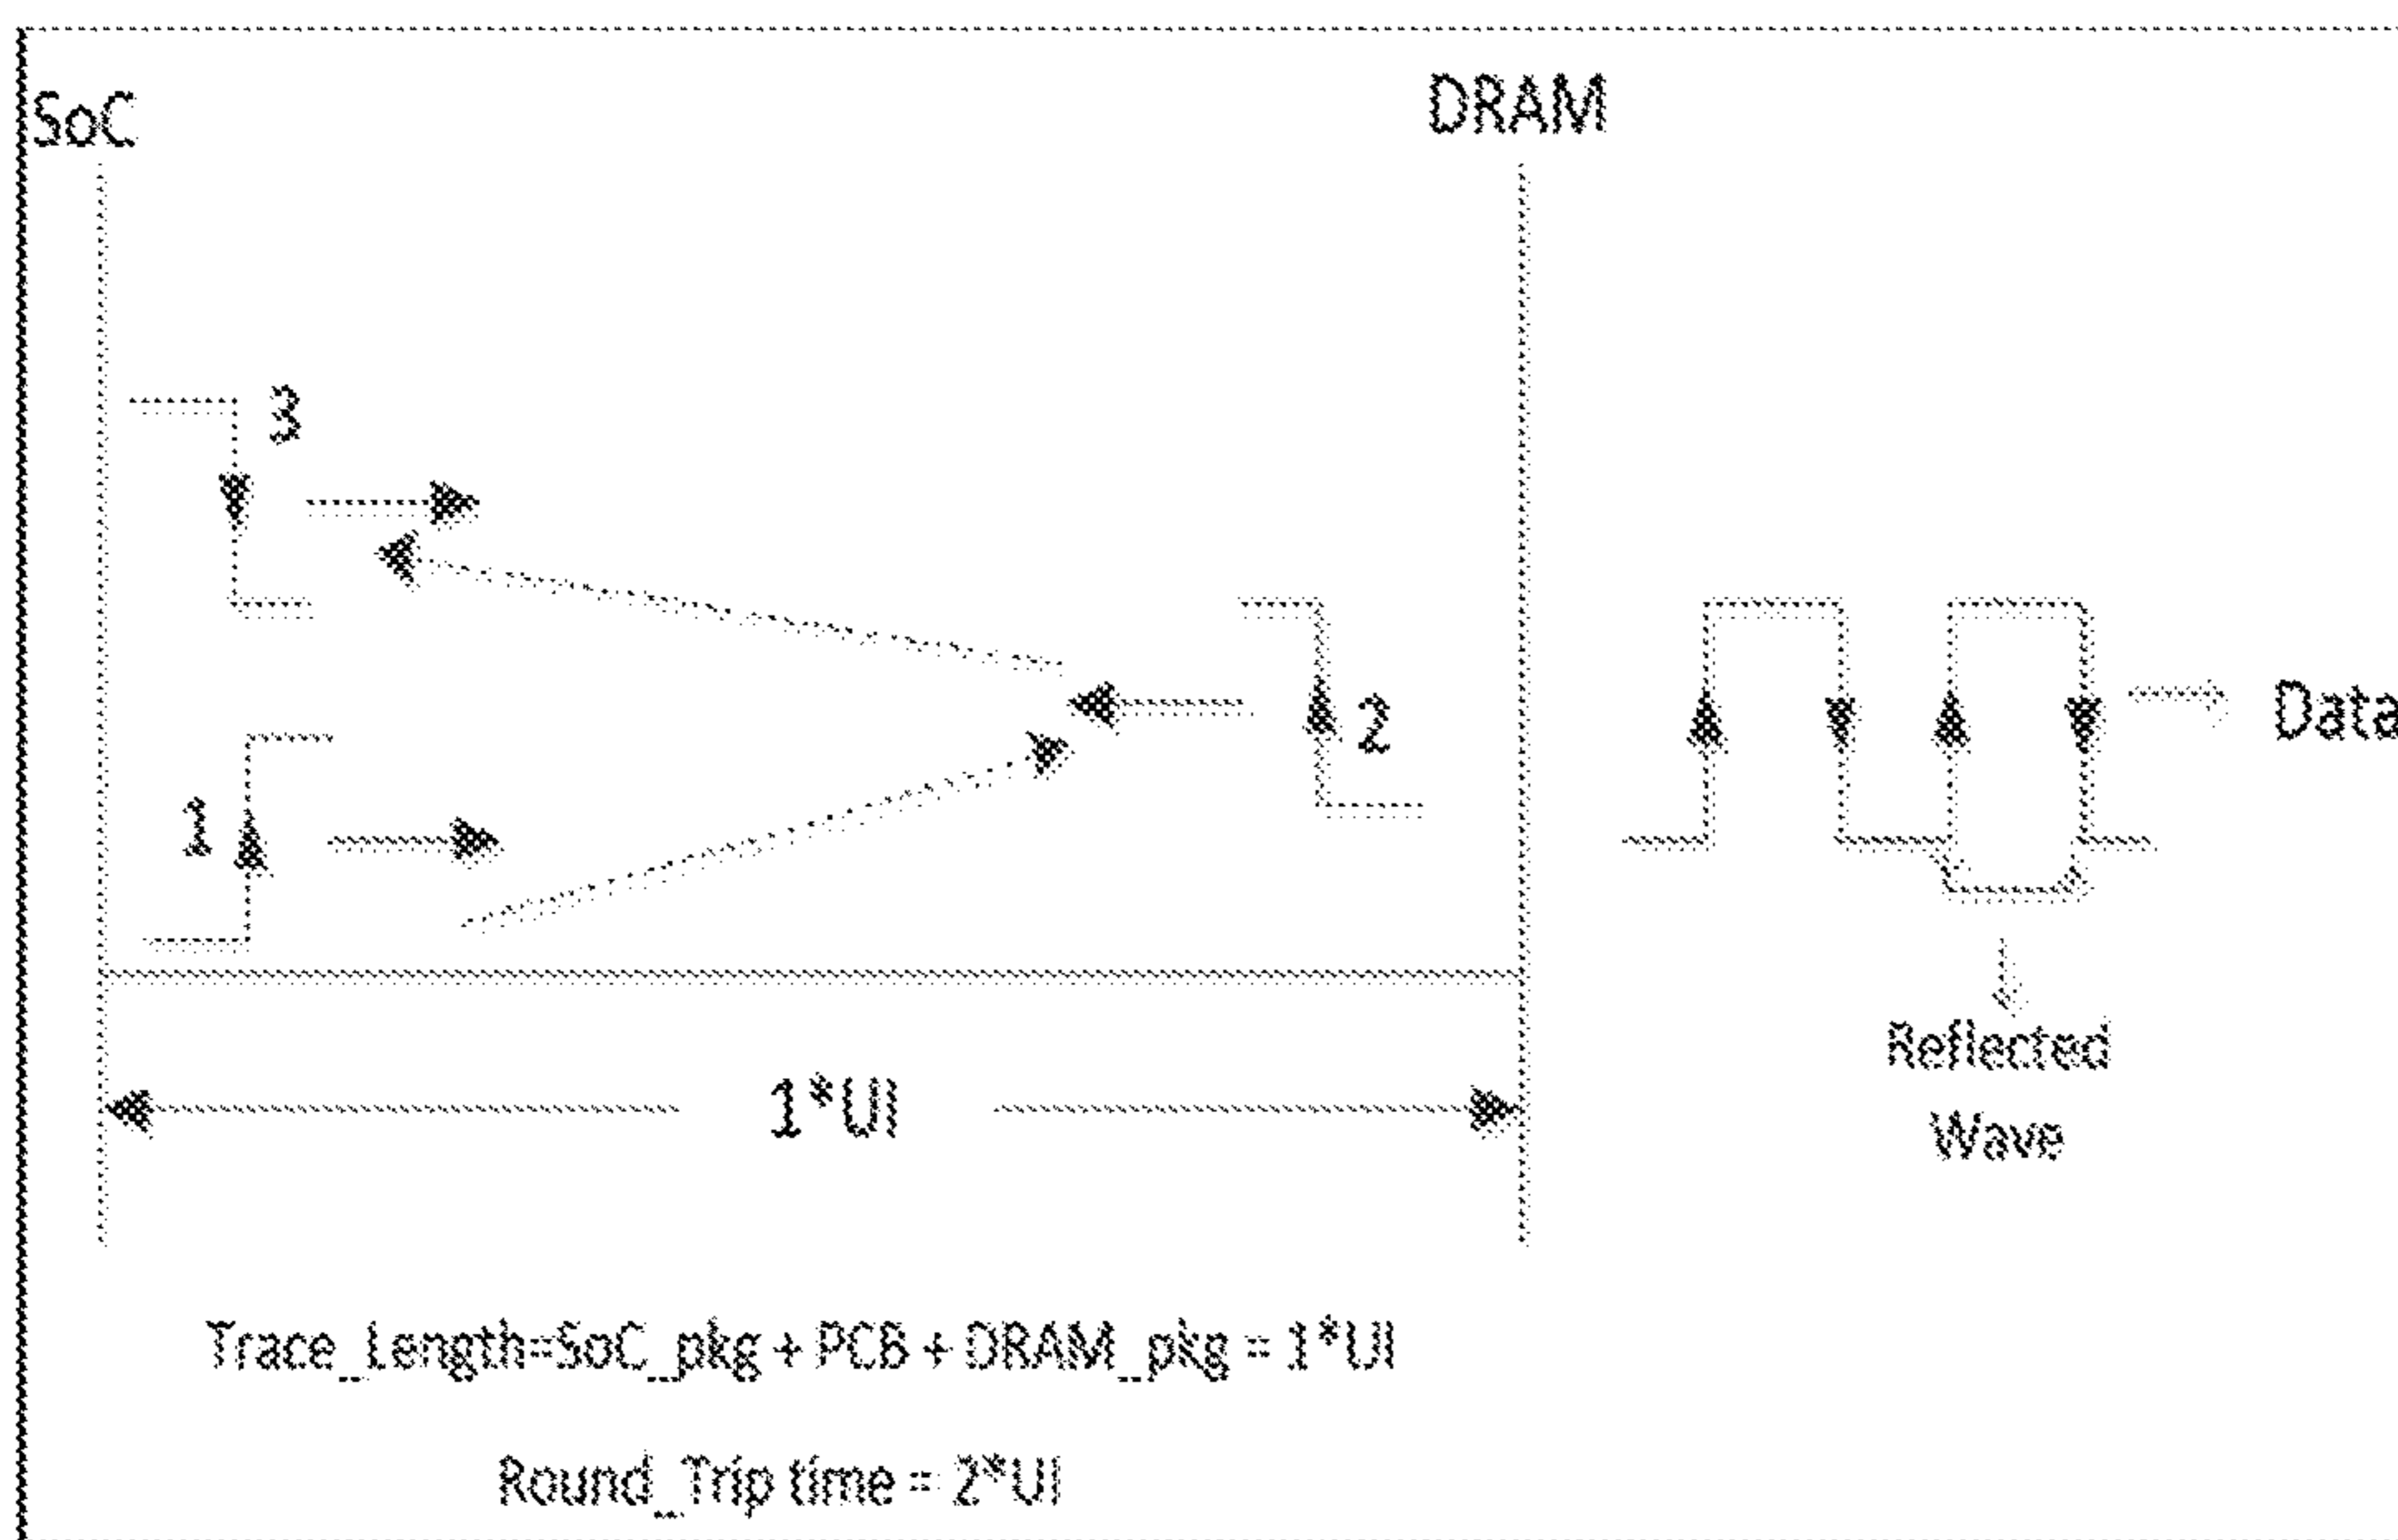 SoC
DRAM
3
2
1
Data
Reflected
Wave
1*UI
Trace_Length=SoC_pkg + PCB + DRAM_pkg = 1*UI
Round_Trip time = 2*UI